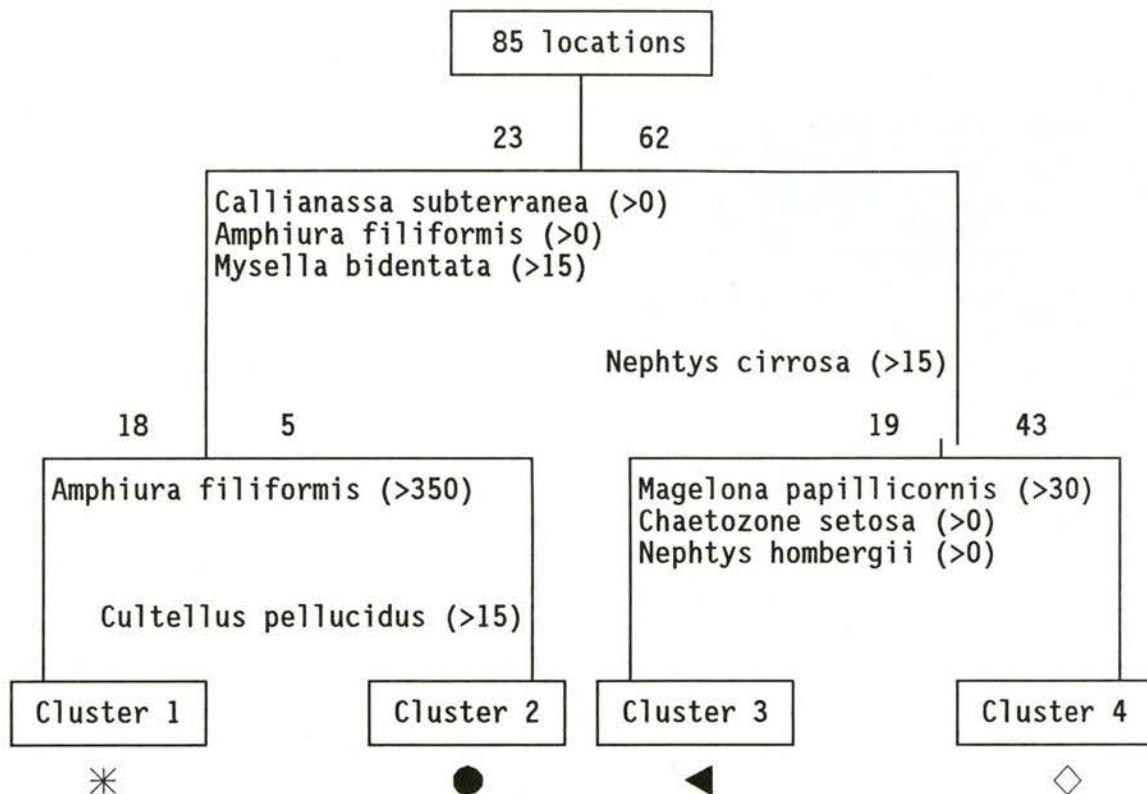 85 locations
23 62
Callianassa subterranea (>0)
Amphiura filiformis (>0)
Mysella bidentata (>15)
Nephtys cirrosa (>15)
18 5 19 43
Amphiura filiformis (>350)
Cultellus pellucidus (>15)
Magelona papillicornis (>30)
Chaetozone setosa (>0)
Nephtys hombergii (>0)
Cluster 1 Cluster 2 Cluster 3 Cluster 4